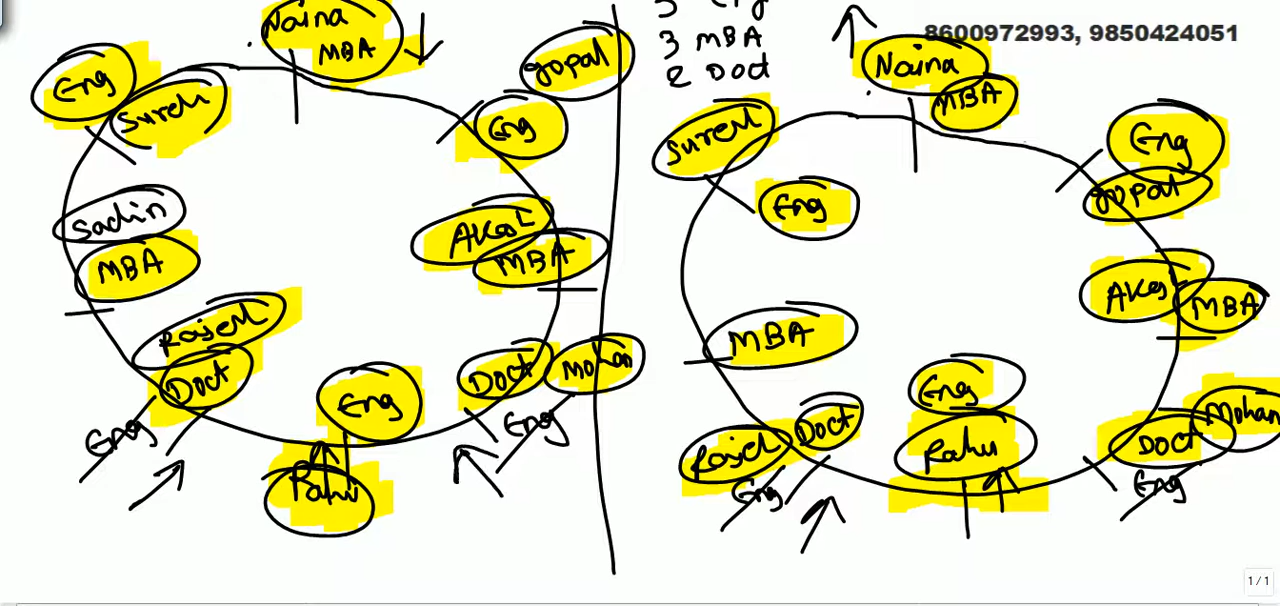 Naina
MBA
Eng
Suresh
gopal
Eng
Sachin
MBA
Akash
MBA
Rajesh
Doct
Eng
Eng
Rahul
Doct
Mohan
Eng
3 MBA
2 Doct
8600972993, 9850424051
Naina
MBA
Suresh
Eng
Eng
gopal
Akash
MBA
MBA
Rajesh
Doct
Eng
Eng
Rahul
Doct
Mohan
Eng
1 / 1